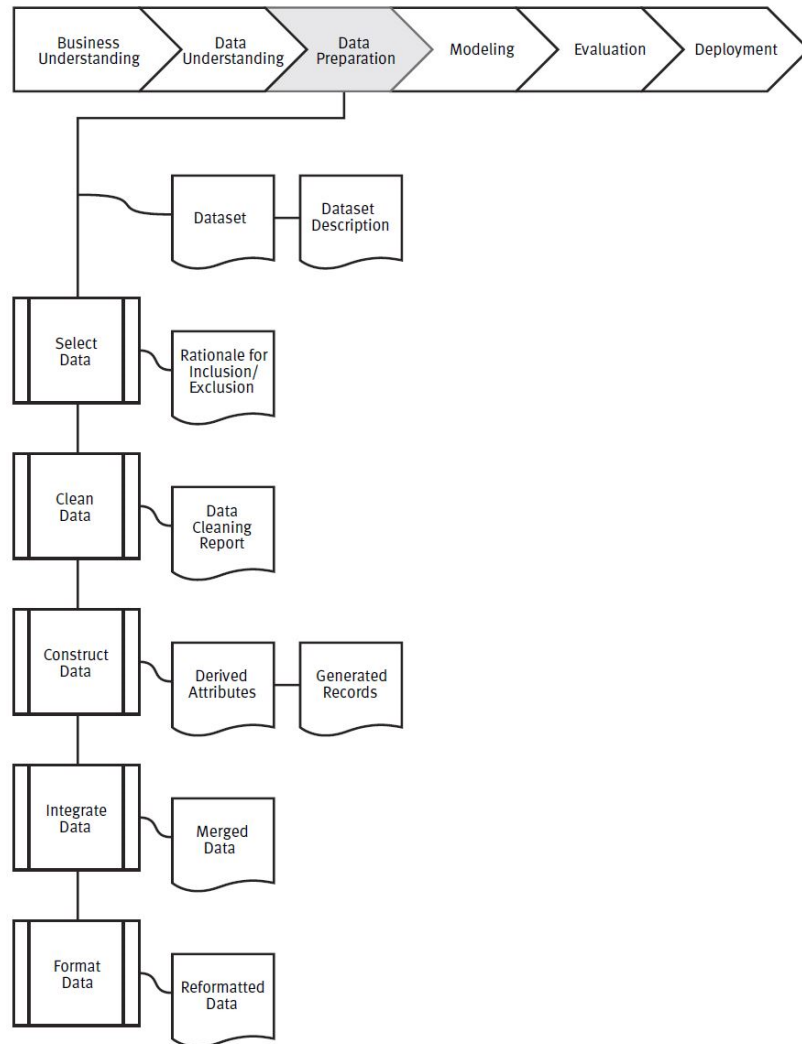 Business
Understanding
Data
Understanding
Data
Preparation
Modeling
Evaluation
Deployment
Dataset
Dataset
Description
Select
Data
Rationale for
Inclusion/
Exclusion
Clean
Data
Data
Cleaning
Report
Construct
Data
Derived
Attributes
Generated
Records
Integrate
Data
Merged
Data
Format
Data
Reformatted
Data